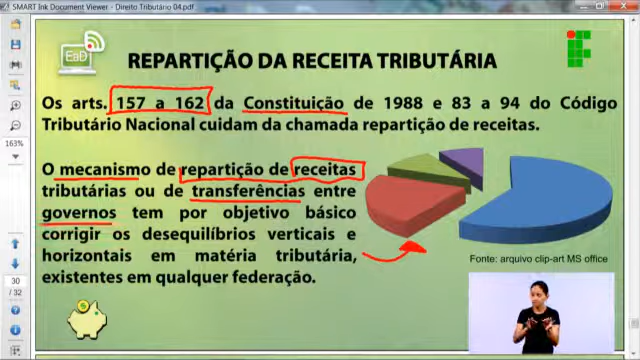 SMART Ink Document Viewer - Direito Tributário 04.pdf
EaD
REPARTIÇÃO DA RECEITA TRIBUTÁRIA
Os arts. 157 a 162 da Constituição de 1988 e 83 a 94 do Código
Tributário Nacional cuidam da chamada repartição de receitas.
163%
O mecanismo de repartição de receitas
tributárias ou de transferências entre
governos tem por objetivo básico
corrigir os desequilíbrios verticais e
horizontais em matéria tributária,
existentes em qualquer federação.
Fonte: arquivo clip-art MS office
30
/ 32